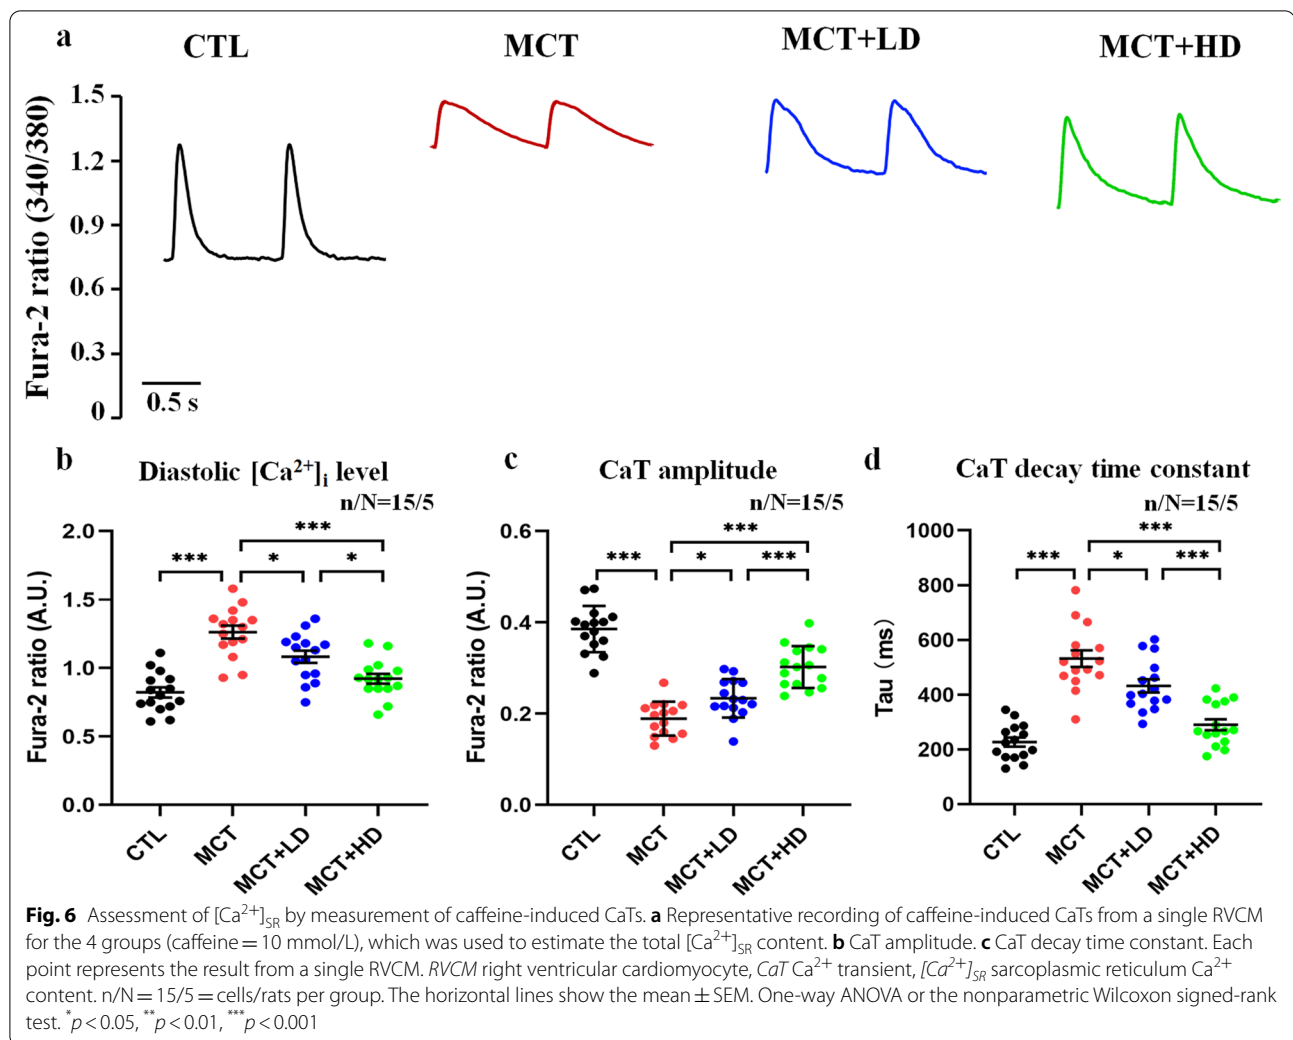 a
CTL
MCT
MCT+LD
MCT+HD
Fura-2 ratio (340/380)
1.5
1.2
0.9
0.6
0.3
0
0.5 s
b
Diastolic [Ca²⁺]ᵢ level
n/N=15/5
***
***
*
*
Fura-2 ratio (A.U.)
2.0
1.5
1.0
0.5
0.0
CTL
MCT
MCT+LD
MCT+HD
c
CaT amplitude
n/N=15/5
***
***
*
***
Fura-2 ratio (A.U.)
0.6
0.4
0.2
0.0
CTL
MCT
MCT+LD
MCT+HD
d
CaT decay time constant
n/N=15/5
***
***
*
***
Tau (ms)
1000
800
600
400
200
0
CTL
MCT
MCT+LD
MCT+HD
Fig. 6 Assessment of [Ca²⁺]SR by measurement of caffeine-induced CaTs. a Representative recording of caffeine-induced CaTs from a single RVCM
for the 4 groups (caffeine = 10 mmol/L), which was used to estimate the total [Ca²⁺]SR content. b CaT amplitude. c CaT decay time constant. Each
point represents the result from a single RVCM. RVCM right ventricular cardiomyocyte, CaT Ca²⁺ transient, [Ca²⁺]SR sarcoplasmic reticulum Ca²⁺
content. n/N = 15/5 = cells/rats per group. The horizontal lines show the mean ± SEM. One-way ANOVA or the nonparametric Wilcoxon signed-rank
test. *p < 0.05, **p < 0.01, ***p < 0.001